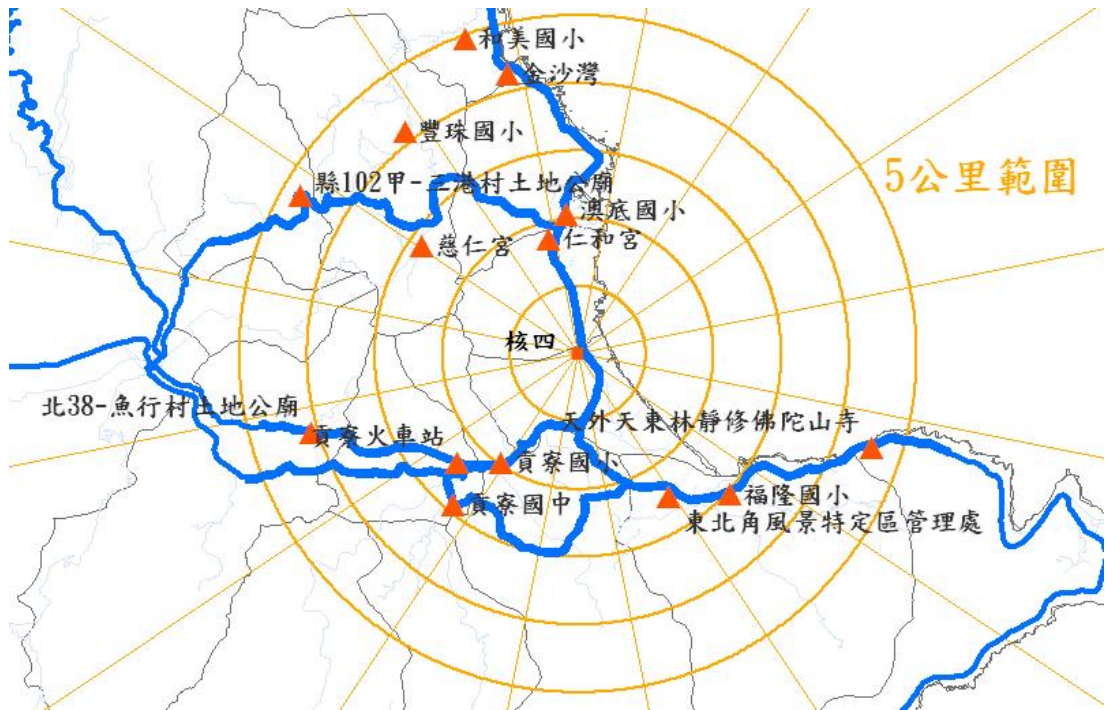 和美國小
金沙灣
豐珠國小
5公里範圍
縣102甲-三港村土地公廟
澳底國小
仁和宮
慈仁宮
核四
北38-魚行村土地公廟
天外天東林靜修佛陀山寺
貢寮火車站
貢寮國小
福隆國小
貢寮國中
東北角風景特定區管理處